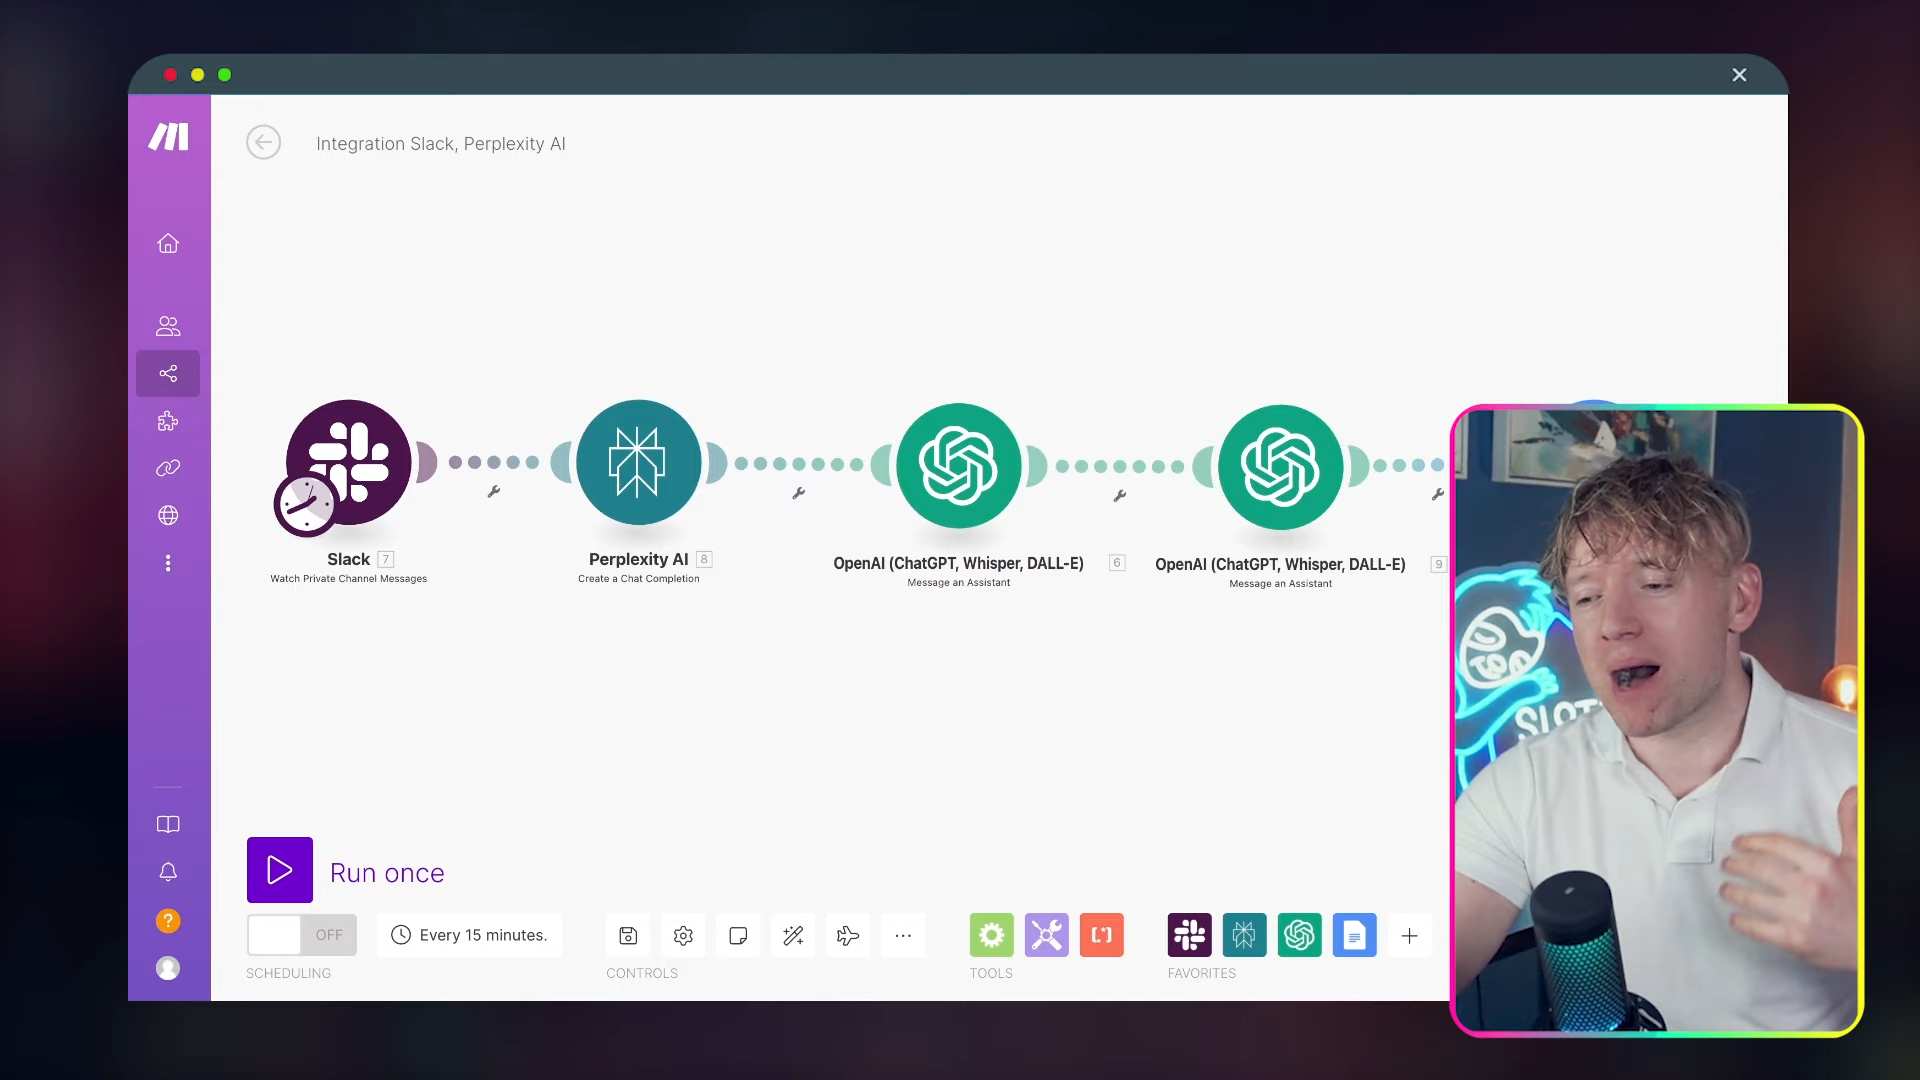 Integration Slack, Perplexity AI
Slack 7
Watch Private Channel Messages
Perplexity AI 8
Create a Chat Completion
OpenAI (ChatGPT, Whisper, DALL-E) 6
Message an Assistant
OpenAI (ChatGPT, Whisper, DALL-E) 9
Message an Assistant
Run once
OFF
Every 15 minutes.
SCHEDULING
CONTROLS
TOOLS
FAVORITES
?
[.*]
SLOT